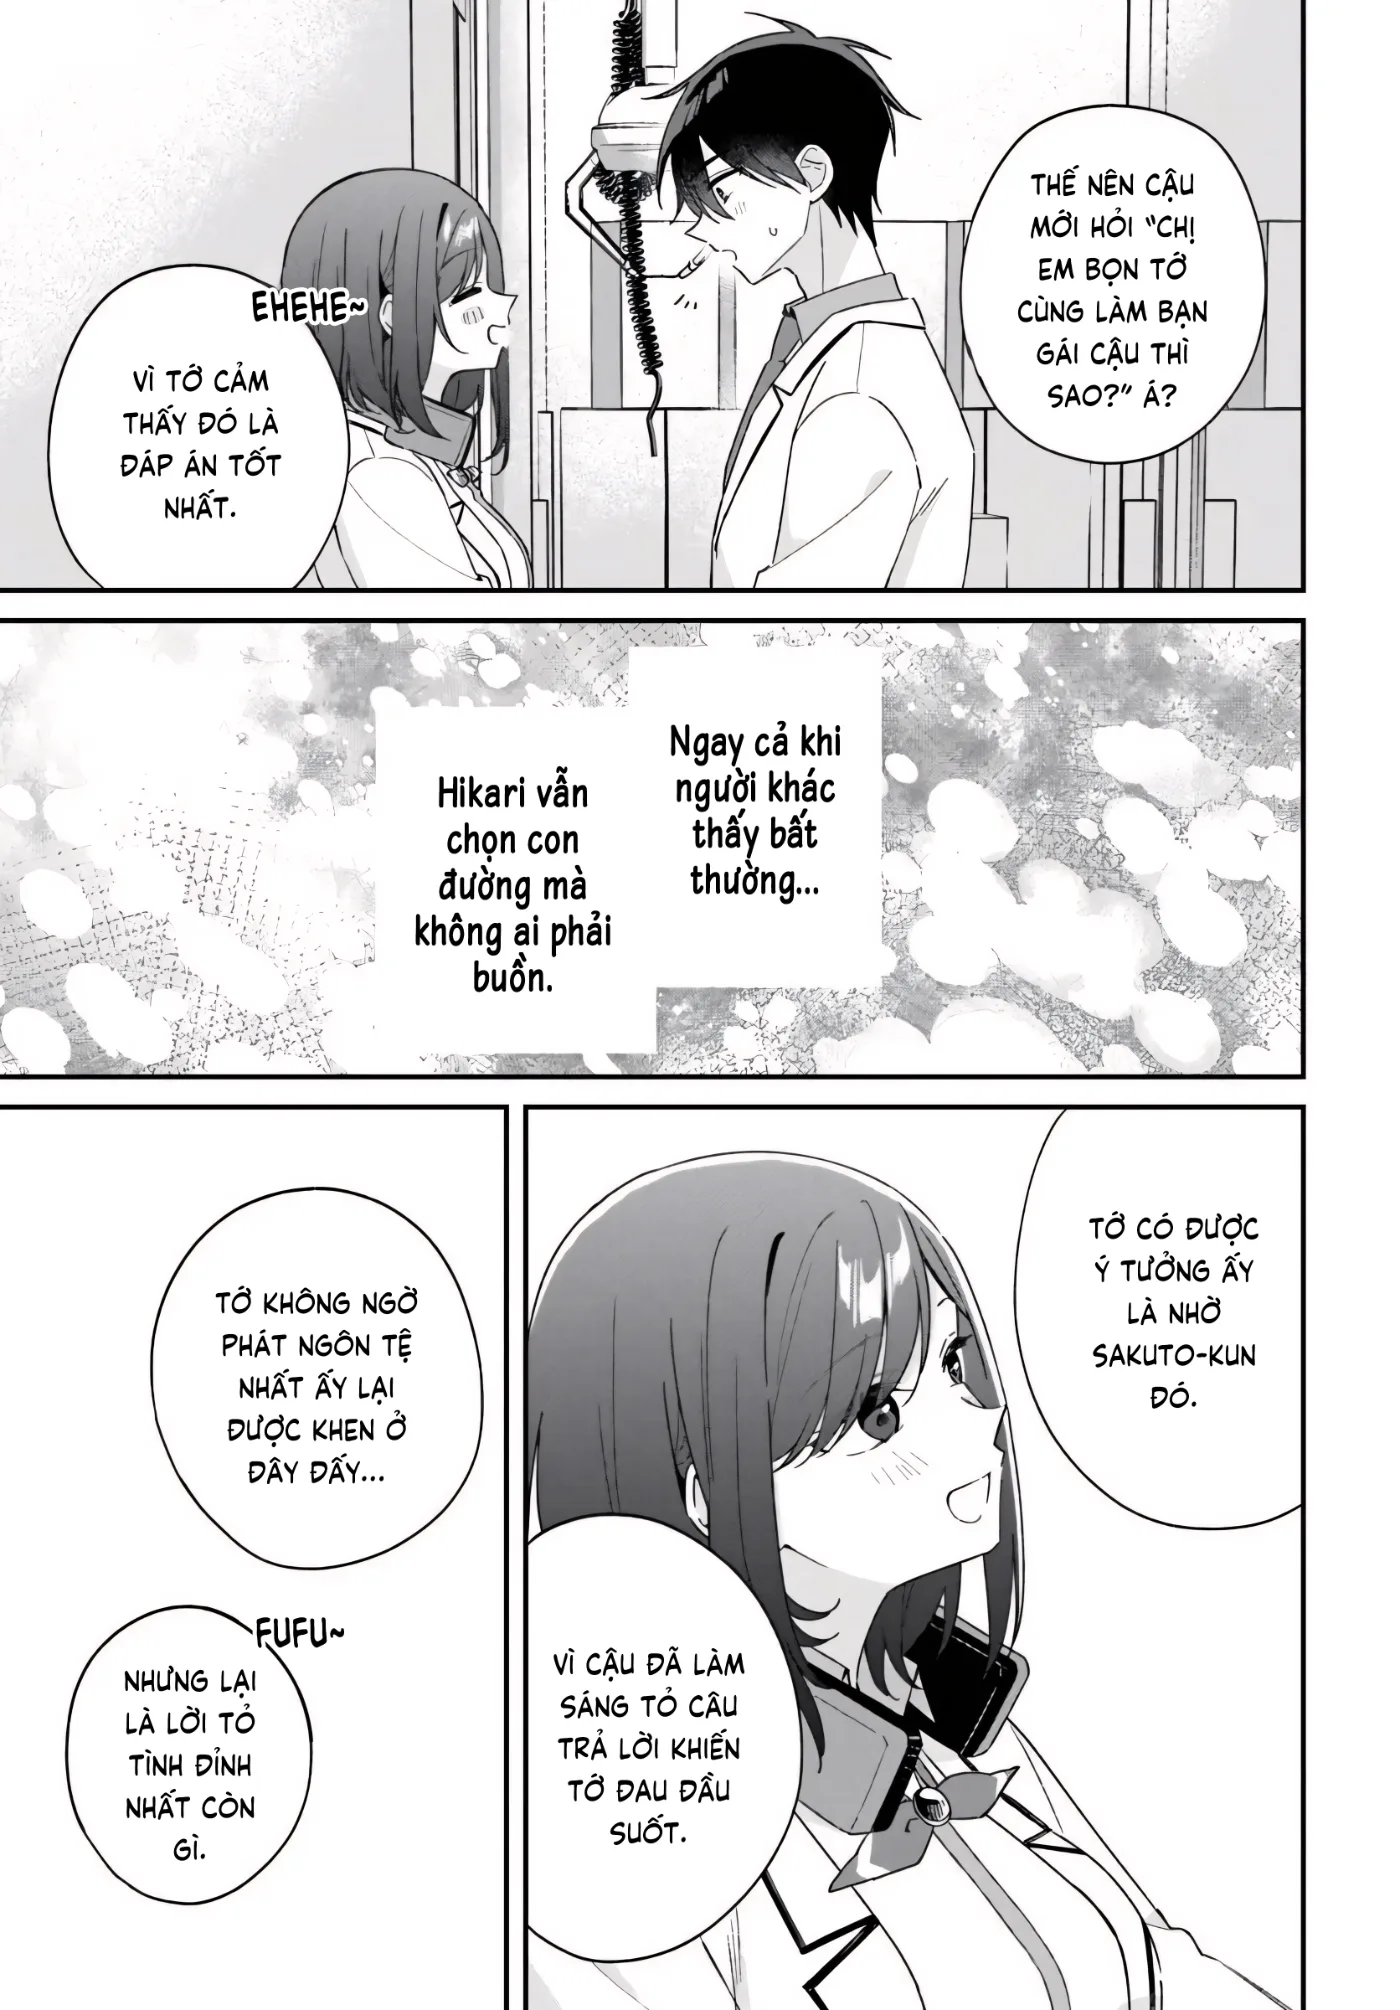 THẾ NÊN CẬU
MỚI HỎI “CHỊ
EM BỌN TỚ
CÙNG LÀM BẠN
GÁI CẬU THÌ
SAO?” Á?
EHEHE~
VÌ TỚ CẢM
THẤY ĐÓ LÀ
ĐÁP ÁN TỐT
NHẤT.
Ngay cả khi
người khác
thấy bất
thường...
Hikari vẫn
chọn con
đường mà
không ai phải
buồn.
TỚ CÓ ĐƯỢC
Ý TƯỞNG ẤY
LÀ NHỜ
SAKUTO-KUN
ĐÓ.
VÌ CẬU ĐÃ LÀM
SÁNG TỎ CÂU
TRẢ LỜI KHIẾN
TỚ ĐAU ĐẦU
SUỐT.
TỚ KHÔNG NGỜ
PHÁT NGÔN TỆ
NHẤT ẤY LẠI
ĐƯỢC KHEN Ở
ĐÂY ĐẤY...
FUFU~
NHƯNG LẠI
LÀ LỜI TỎ
TÌNH ĐỈNH
NHẤT CÒN
GÌ.